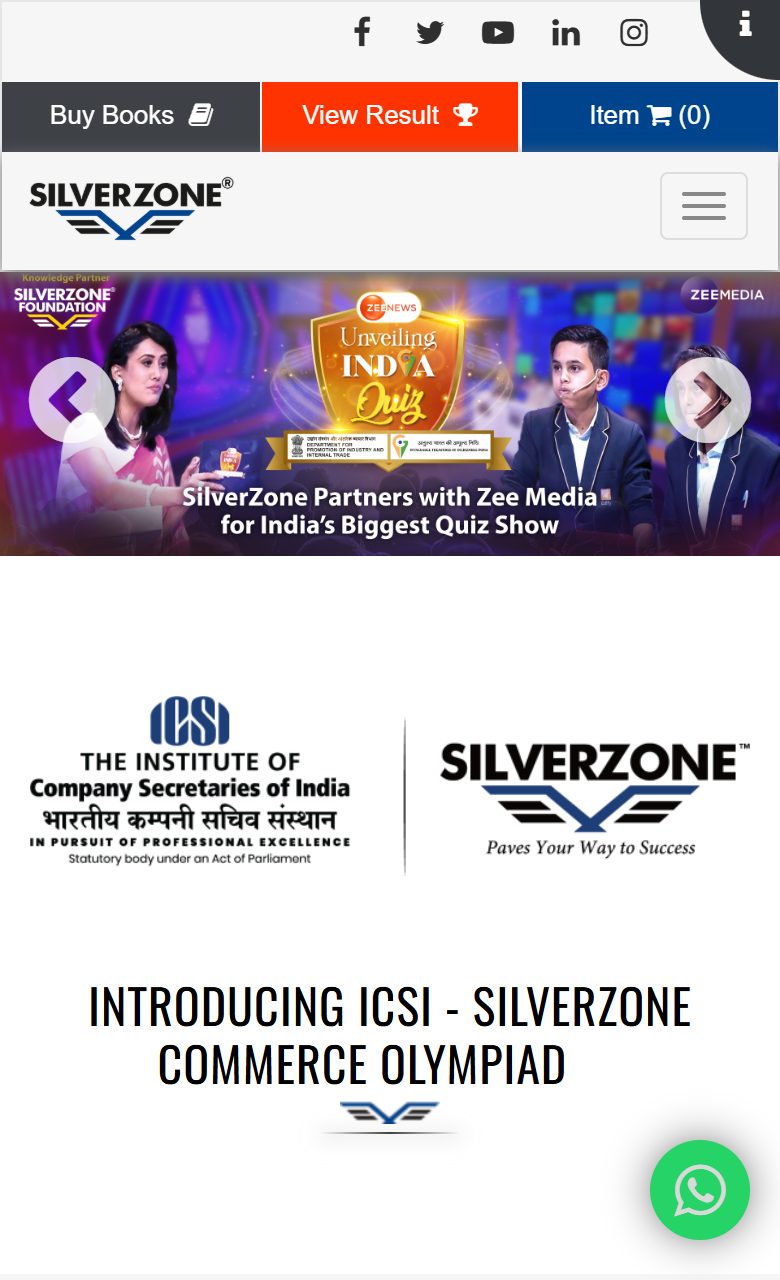 Buy Books
View Result
Item (0)
SILVERZONE®
Knowledge Partner
SILVERZONE®
FOUNDATION
ZEE NEWS
ZEEMEDIA
Unveiling
INDIA
Quiz
DEPARTMENT FOR
PROMOTION OF INDUSTRY AND
INTERNAL TRADE
अतुल्य भारत की अमूल्य निधि
SilverZone Partners with Zee Media
for India's Biggest Quiz Show
ICSI
THE INSTITUTE OF
Company Secretaries of India
भारतीय कम्पनी सचिव संस्थान
IN PURSUIT OF PROFESSIONAL EXCELLENCE
Statutory body under an Act of Parliament
SILVERZONE™
Paves Your Way to Success
INTRODUCING ICSI - SILVERZONE
COMMERCE OLYMPIAD